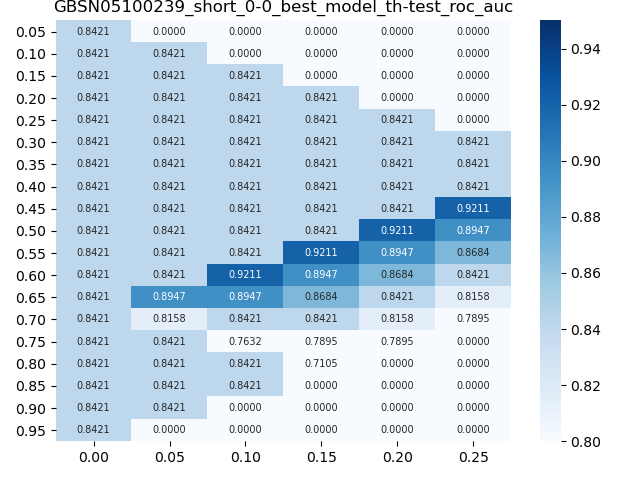 GBSN05100239_short_0-0_best_model_th-test_roc_auc
0.05 0.8421 0.0000 0.0000 0.0000 0.0000 0.0000
0.10 0.8421 0.8421 0.0000 0.0000 0.0000 0.0000
0.15 0.8421 0.8421 0.8421 0.0000 0.0000 0.0000
0.20 0.8421 0.8421 0.8421 0.8421 0.0000 0.0000
0.25 0.8421 0.8421 0.8421 0.8421 0.8421 0.0000
0.30 0.8421 0.8421 0.8421 0.8421 0.8421 0.8421
0.35 0.8421 0.8421 0.8421 0.8421 0.8421 0.8421
0.40 0.8421 0.8421 0.8421 0.8421 0.8421 0.8421
0.45 0.8421 0.8421 0.8421 0.8421 0.8421 0.9211
0.50 0.8421 0.8421 0.8421 0.8421 0.9211 0.8947
0.55 0.8421 0.8421 0.8421 0.9211 0.8947 0.8684
0.60 0.8421 0.8421 0.9211 0.8947 0.8684 0.8421
0.65 0.8421 0.8947 0.8947 0.8684 0.8421 0.8158
0.70 0.8421 0.8158 0.8421 0.8421 0.8158 0.7895
0.75 0.8421 0.8421 0.7632 0.7895 0.7895 0.0000
0.80 0.8421 0.8421 0.8421 0.7105 0.0000 0.0000
0.85 0.8421 0.8421 0.8421 0.0000 0.0000 0.0000
0.90 0.8421 0.8421 0.0000 0.0000 0.0000 0.0000
0.95 0.8421 0.0000 0.0000 0.0000 0.0000 0.0000
0.00 0.05 0.10 0.15 0.20 0.25
0.94
0.92
0.90
0.88
0.86
0.84
0.82
0.80